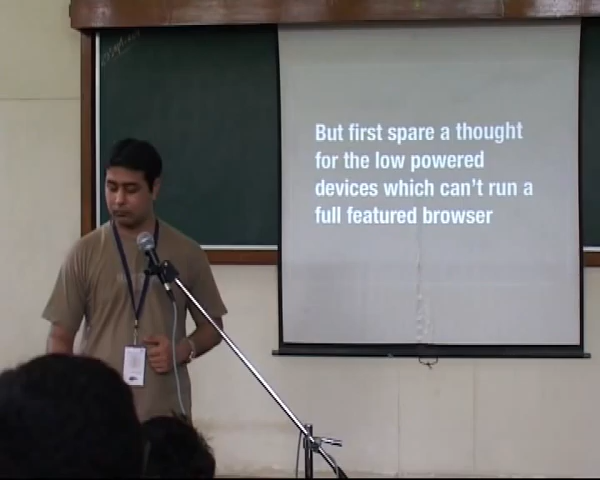 But first spare a thought
for the low powered
devices which can't run a
full featured browser